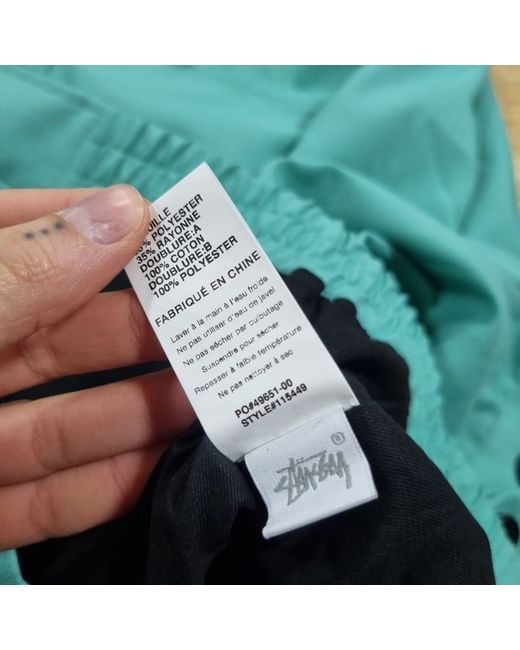 POLYESTER
35% RAYONNE
DOUBLURE:A
100% COTON
DOUBLURE:B
100% POLYESTER
FABRIQUÉ EN CHINE
Laver à la main à l'eau froide
Ne pas utiliser d'eau de javel
Ne pas sécher par culbutage
Suspendre pour sécher
Repasser à faible température
Ne pas nettoyer à sec
PO#49651-00
STYLE#115449
®
STÜSSY